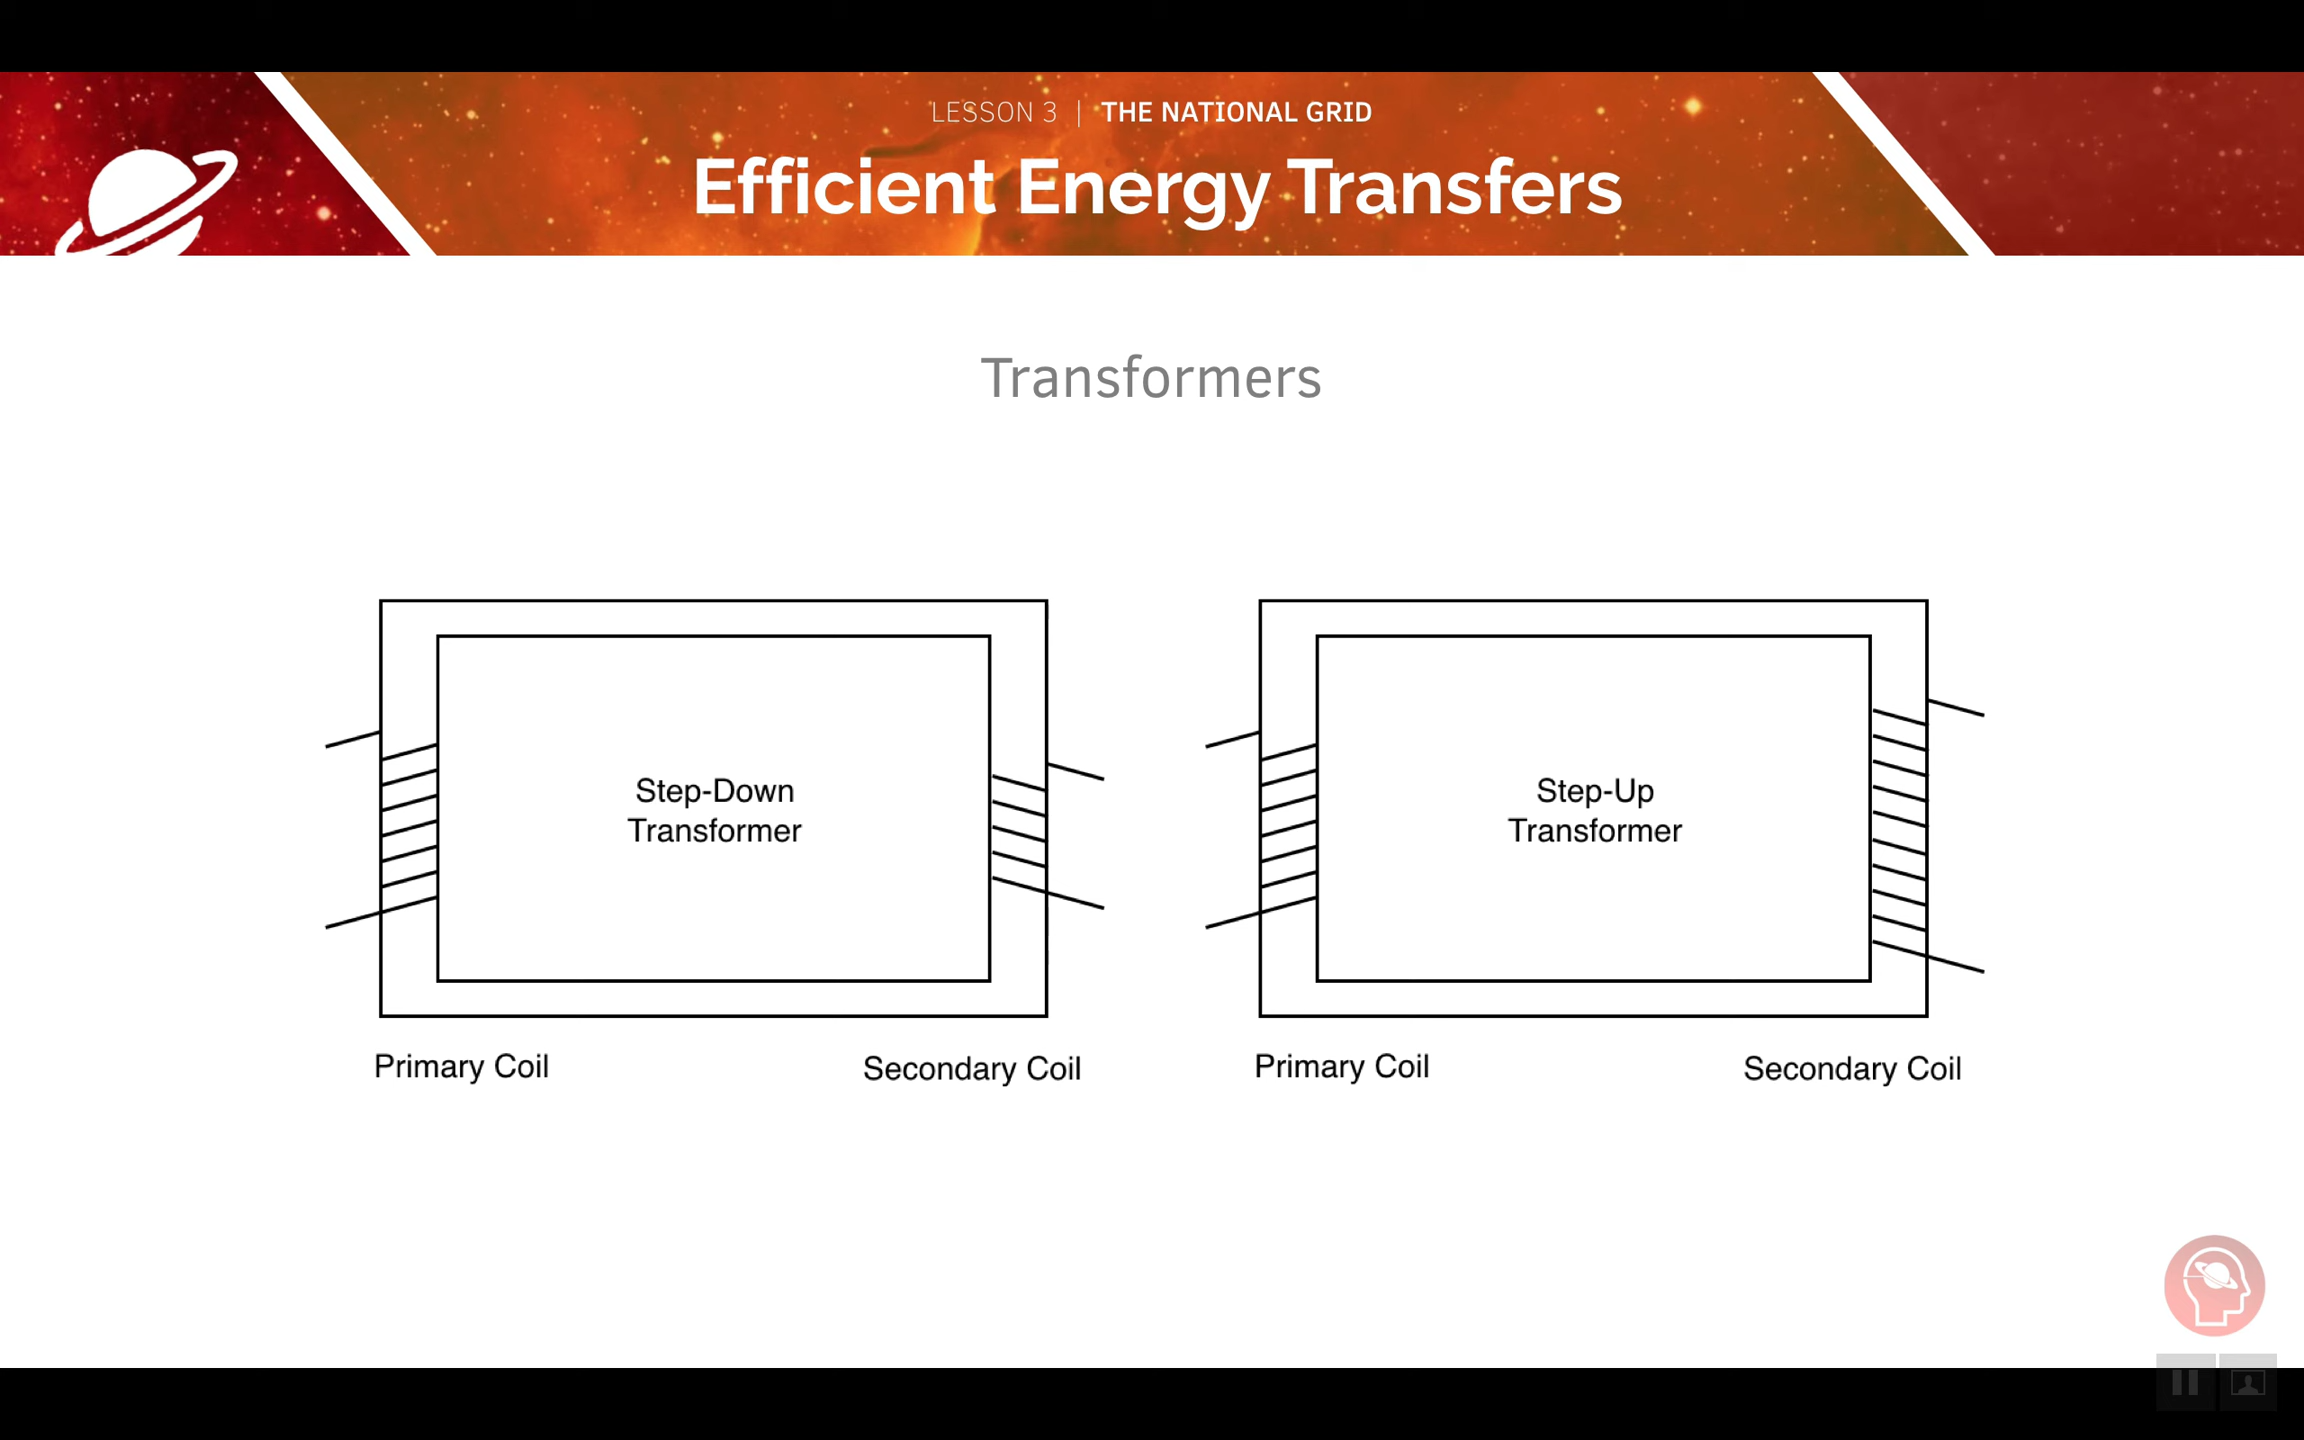 LESSON 3 | THE NATIONAL GRID
Efficient Energy Transfers
Transformers
Step-Down
Transformer
Primary Coil
Secondary Coil
Step-Up
Transformer
Primary Coil
Secondary Coil